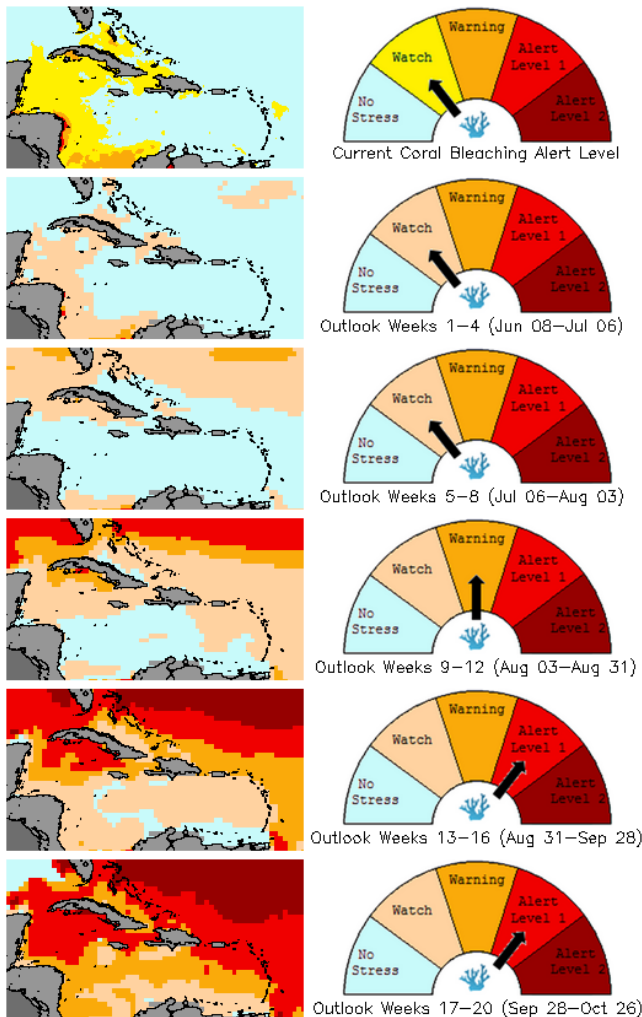 Warning
Watch
Alert
Level 1
No
Stress
Alert
Level 2
Current Coral Bleaching Alert Level
Warning
Watch
Alert
Level 1
No
Stress
Alert
Level 2
Outlook Weeks 1-4 (Jun 08-Jul 06)
Warning
Watch
Alert
Level 1
No
Stress
Alert
Level 2
Outlook Weeks 5-8 (Jul 06-Aug 03)
Warning
Watch
Alert
Level 1
No
Stress
Alert
Level 2
Outlook Weeks 9-12 (Aug 03-Aug 31)
Warning
Watch
Alert
Level 1
No
Stress
Alert
Level 2
Outlook Weeks 13-16 (Aug 31-Sep 28)
Warning
Watch
Alert
Level 1
No
Stress
Alert
Level 2
Outlook Weeks 17-20 (Sep 28-Oct 26)